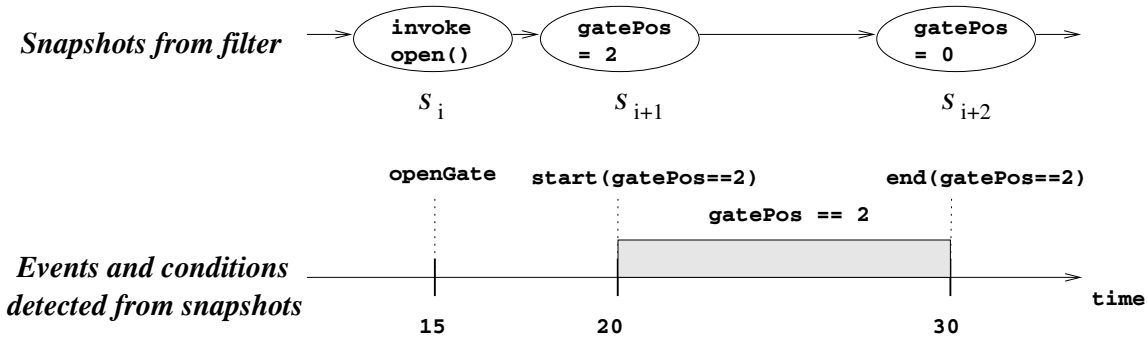 Snapshots from filter
invoke
open()
gatePos
= 2
gatePos
= 0
s i
s i+1
s i+2
openGate
start(gatePos==2)
end(gatePos==2)
gatePos == 2
Events and conditions
detected from snapshots
time
15
20
30